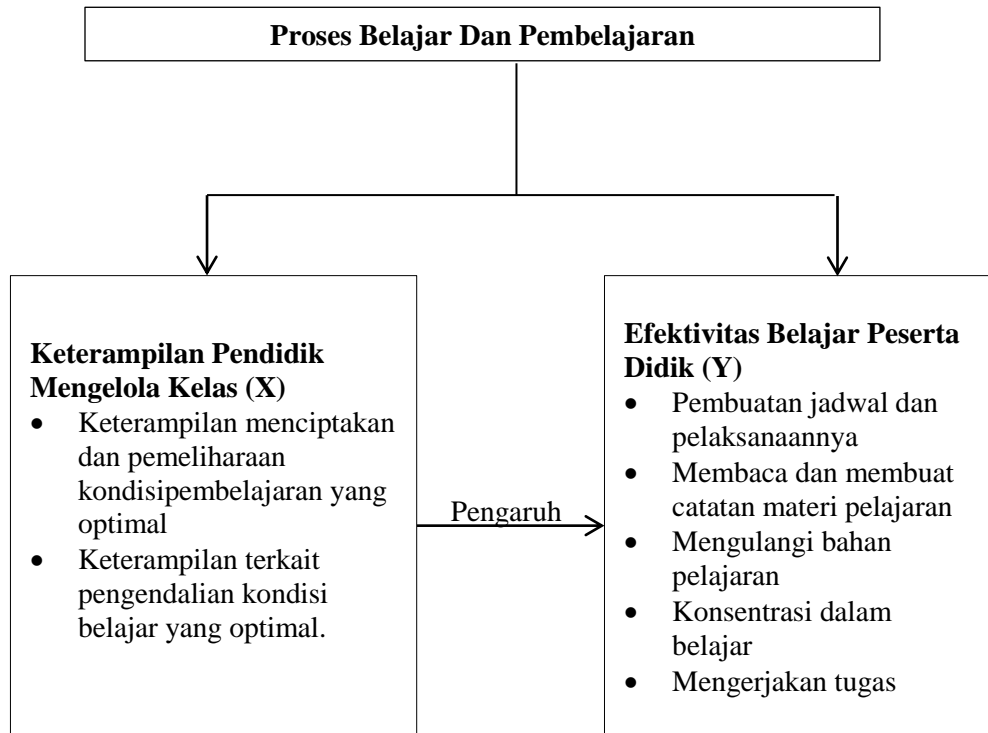 Proses Belajar Dan Pembelajaran
Keterampilan Pendidik
Mengelola Kelas (X)
• Keterampilan menciptakan
dan pemeliharaan
kondisipembelajaran yang
optimal
• Keterampilan terkait
pengendalian kondisi
belajar yang optimal.
Pengaruh
Efektivitas Belajar Peserta
Didik (Y)
• Pembuatan jadwal dan
pelaksanaannya
• Membaca dan membuat
catatan materi pelajaran
• Mengulangi bahan
pelajaran
• Konsentrasi dalam
belajar
• Mengerjakan tugas